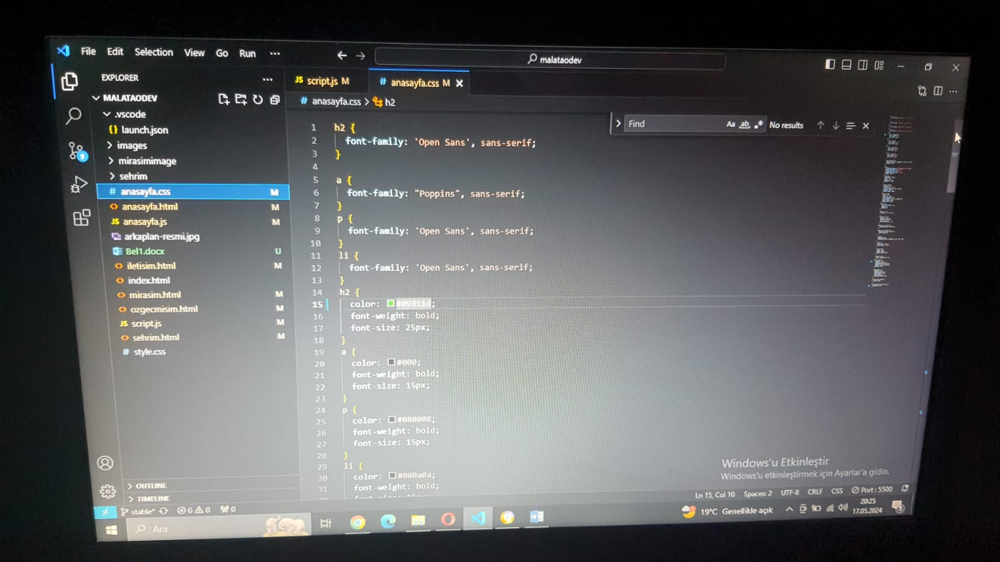 File Edit Selection View Go Run ...
malataodev
EXPLORER ...
MALATAODEV
.vscode
{} launch.json
images
mirasimimage
sehrim
# anasayfa.css M
<> anasayfa.html M
JS anasayfa.js M
arkaplan-resmi.jpg
Bel1.docx U
<> iletisim.html M
<> index.html
<> mirasim.html M
<> ozgecmisim.html M
JS script.js M
<> sehrim.html M
# style.css
OUTLINE
TIMELINE
9
JS script.js M # anasayfa.css M
# anasayfa.css > h2
Find Aa ab .* No results
1 h2 {
2 font-family: 'Open Sans', sans-serif;
3 }
4
5 a {
6 font-family: "Poppins", sans-serif;
7 }
8 p {
9 font-family: 'Open Sans', sans-serif;
10 }
11 li {
12 font-family: 'Open Sans', sans-serif;
13 }
14 h2 {
15 color: #09811d;
16 font-weight: bold;
17 font-size: 25px;
18 }
19 a {
20 color: #000;
21 font-weight: bold;
22 font-size: 15px;
23 }
24 p {
25 color: #080808;
26 font-weight: bold;
27 font-size: 15px;
28 }
29 li {
30 color: #080a0a;
31 font-weight: bold;
Windows'u Etkinleştir
Windows'u etkinleştirmek için Ayarlar'a gidin.
stable* 0
Ln 15, Col 10 Spaces: 2 UTF-8 CRLF CSS Port : 5500
Ara
19°C Genellikle açık
20:25
17.05.2024
3